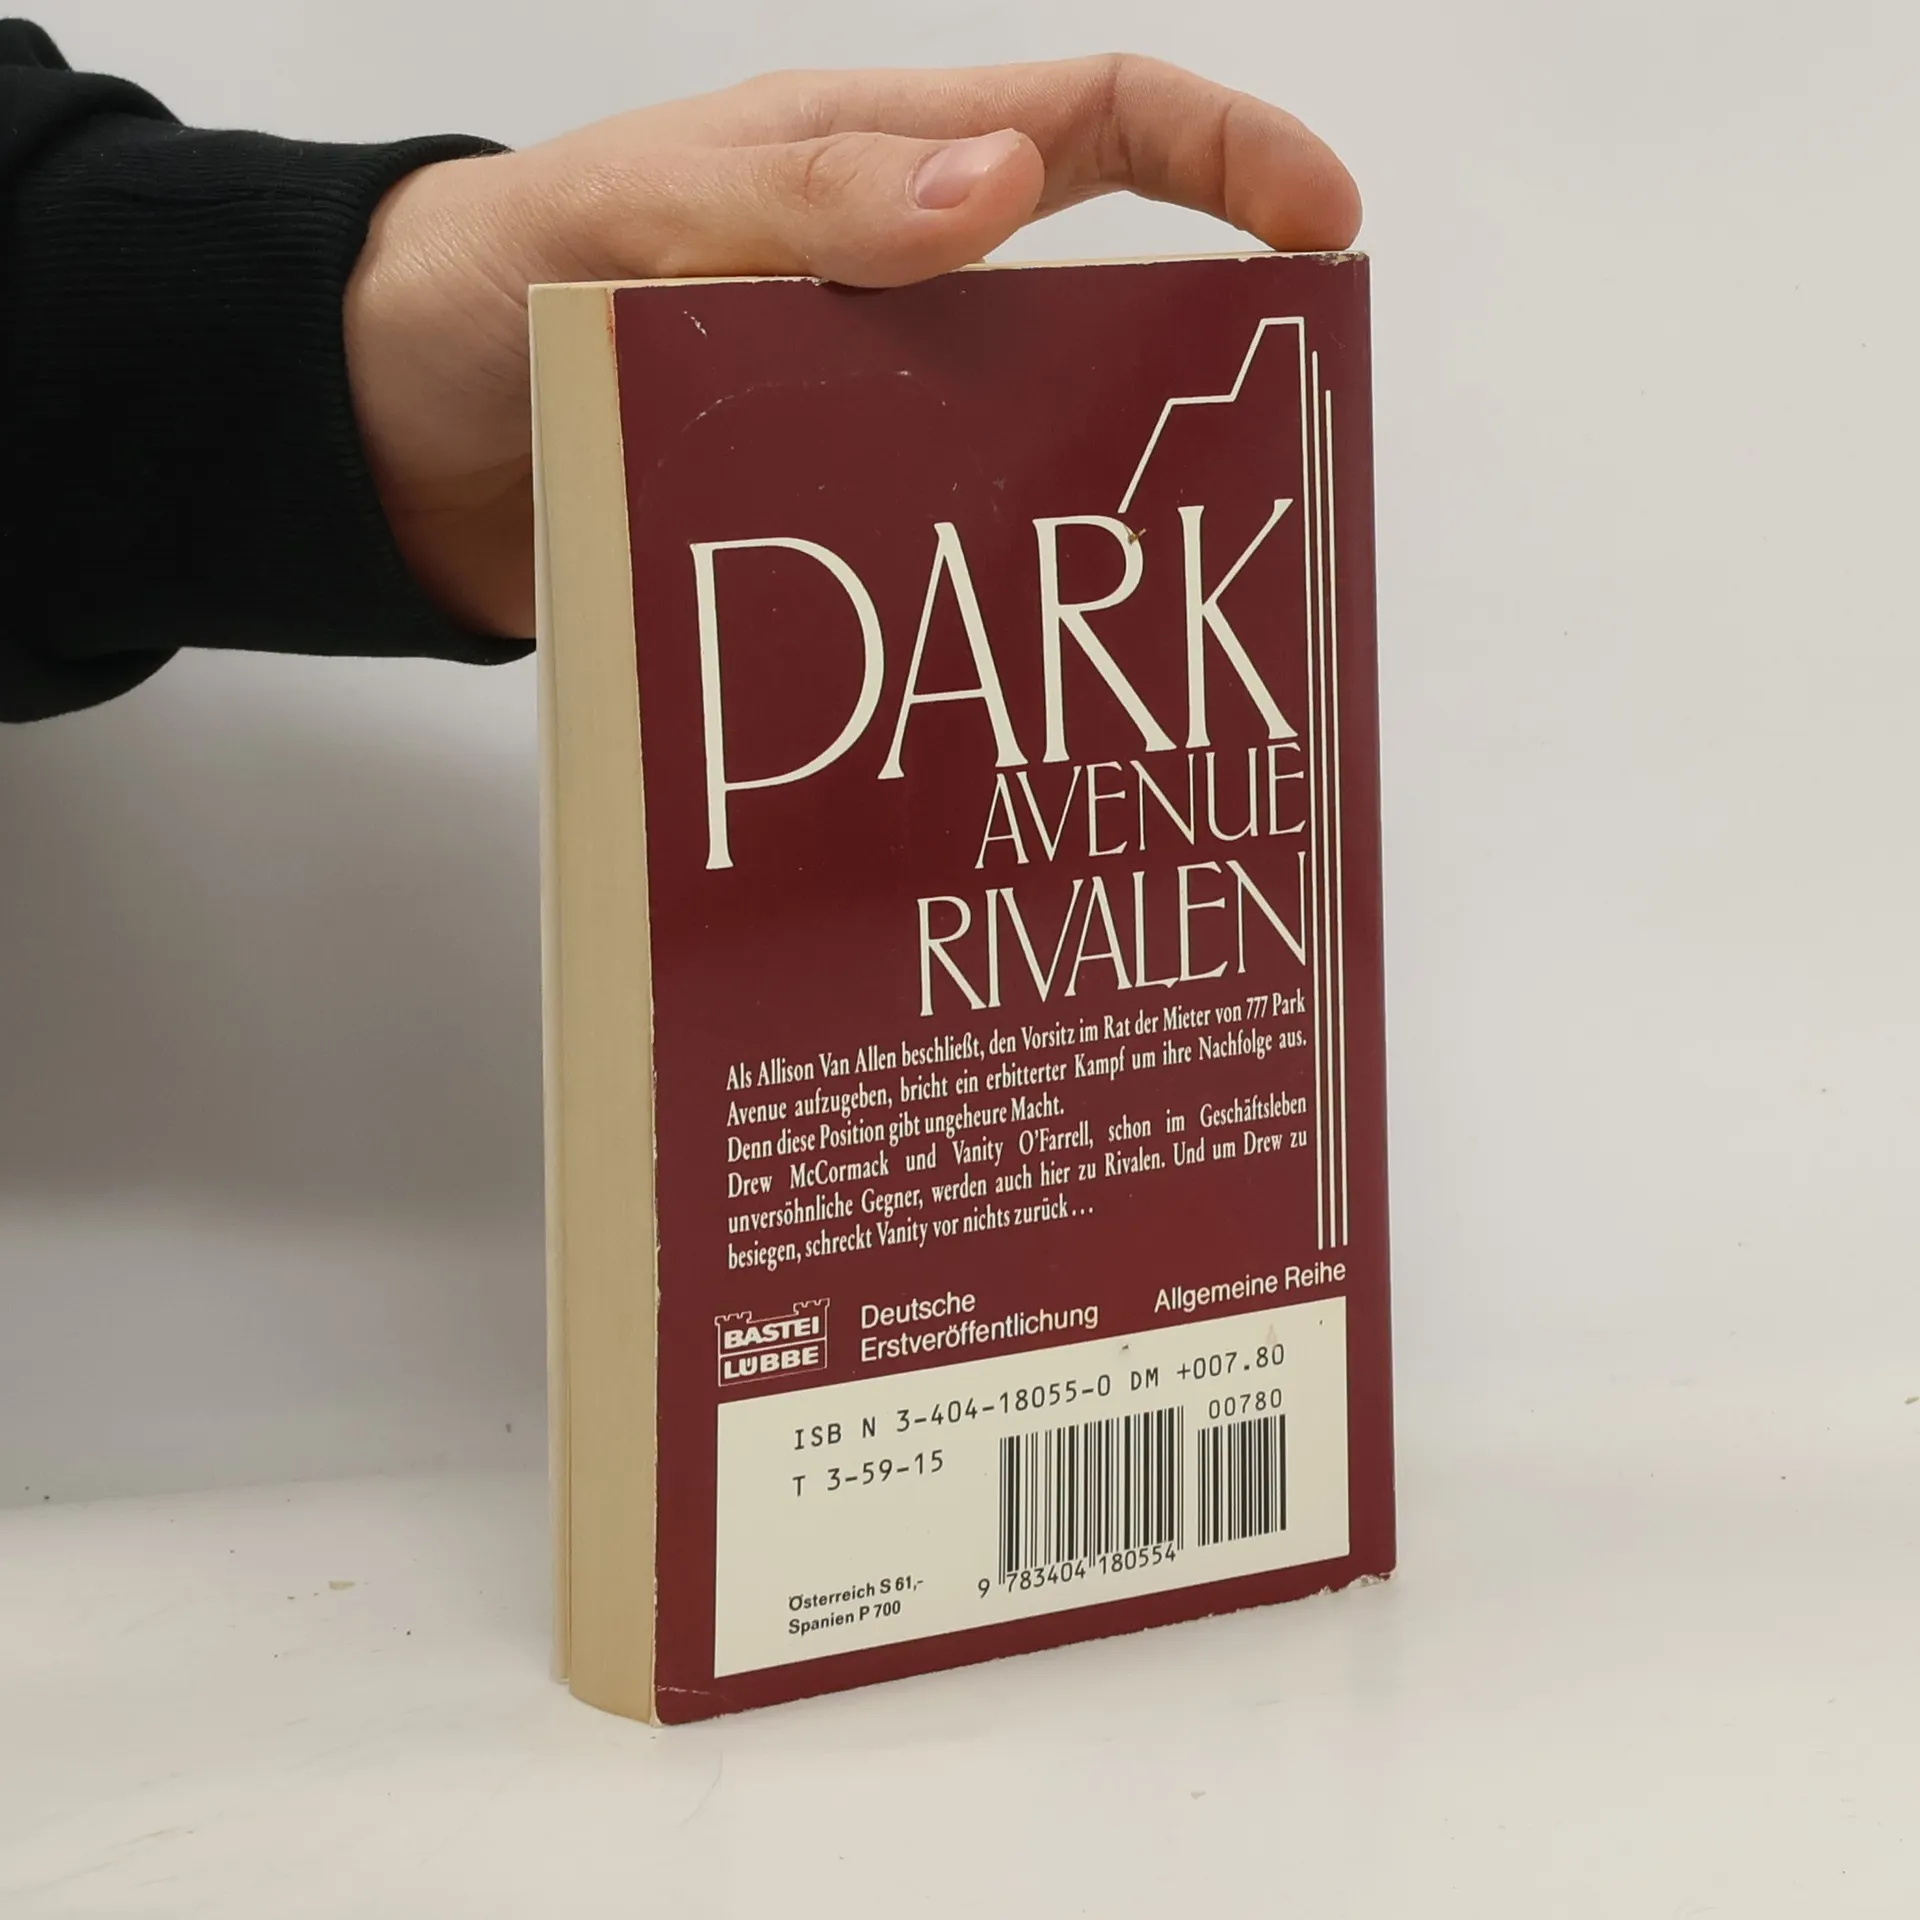 PARK
AVENUE
RIVALEN
Als Allison Van Allen beschließt, den Vorsitz im Rat der Mieter von 777 Park
Avenue aufzugeben, bricht ein erbitterter Kampf um ihre Nachfolge aus.
Denn diese Position gibt ungeheure Macht.
Drew McCormack und Vanity O'Farrell, schon im Geschäftsleben
unversöhnliche Gegner, werden auch hier zu Rivalen. Und um Drew zu
besiegen, schreckt Vanity vor nichts zurück...
BASTEI
LÜBBE
Deutsche
Erstveröffentlichung
Allgemeine Reihe
ISB N 3-404-18055-0 DM +007.80
T 3-59-15
00780
9 783404 180554
Österreich S 61,-
Spanien P 700